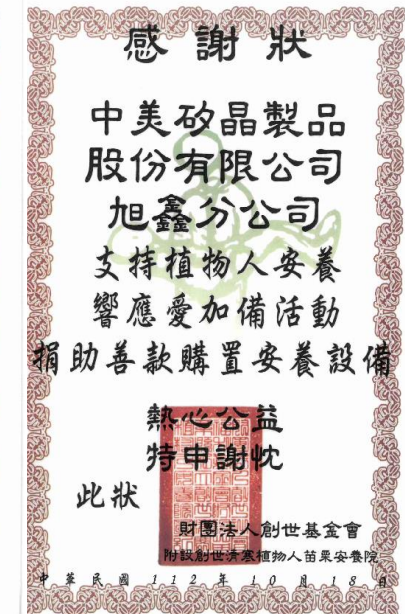 感謝狀
中美矽晶製品
股份有限公司
旭鑫分公司
支持植物人安養
響應愛加備活動
捐助善款購置安養設備
熱心公益
特申謝忱
此狀
財團法人創世基金會
附設創世清寒植物人苗栗安養院
中華民國112年10月18日